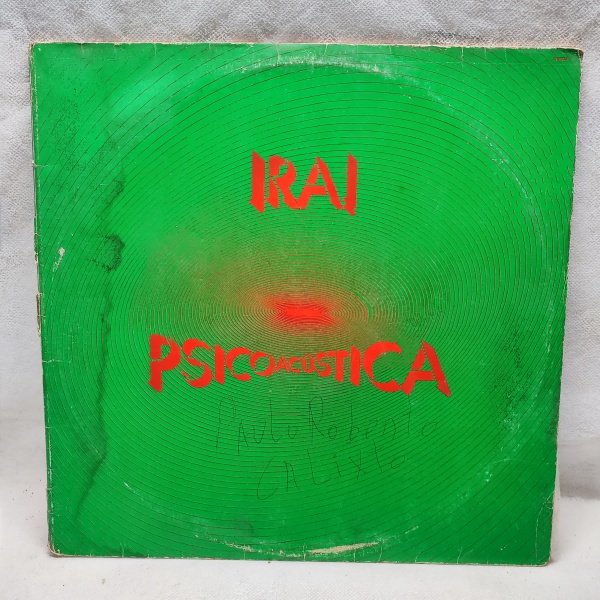 IRA!
PSICOACÚSTICA
Paulo Roberto
Calixto